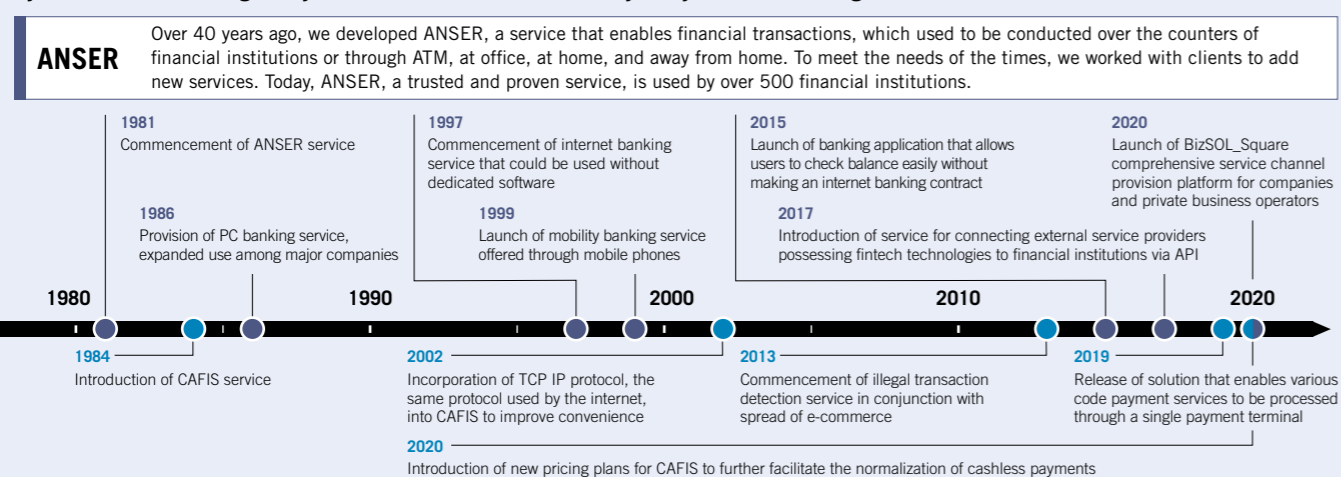 ANSER
Over 40 years ago, we developed ANSER, a service that enables financial transactions, which used to be conducted over the counters of
financial institutions or through ATM, at office, at home, and away from home. To meet the needs of the times, we worked with clients to add
new services. Today, ANSER, a trusted and proven service, is used by over 500 financial institutions.
1981
Commencement of ANSER service
1997
Commencement of internet banking
service that could be used without
dedicated software
2015
Launch of banking application that allows
users to check balance easily without
making an internet banking contract
2020
Launch of BizSOL_Square
comprehensive service channel
provision platform for companies
and private business operators
1986
Provision of PC banking service,
expanded use among major companies
1999
Launch of mobility banking service
offered through mobile phones
2017
Introduction of service for connecting external service providers
possessing fintech technologies to financial institutions via API
1980
1990
2000
2010
2020
1984
Introduction of CAFIS service
2002
Incorporation of TCP IP protocol, the
same protocol used by the internet,
into CAFIS to improve convenience
2013
Commencement of illegal transaction
detection service in conjunction with
spread of e-commerce
2019
Release of solution that enables various
code payment services to be processed
through a single payment terminal
2020
Introduction of new pricing plans for CAFIS to further facilitate the normalization of cashless payments